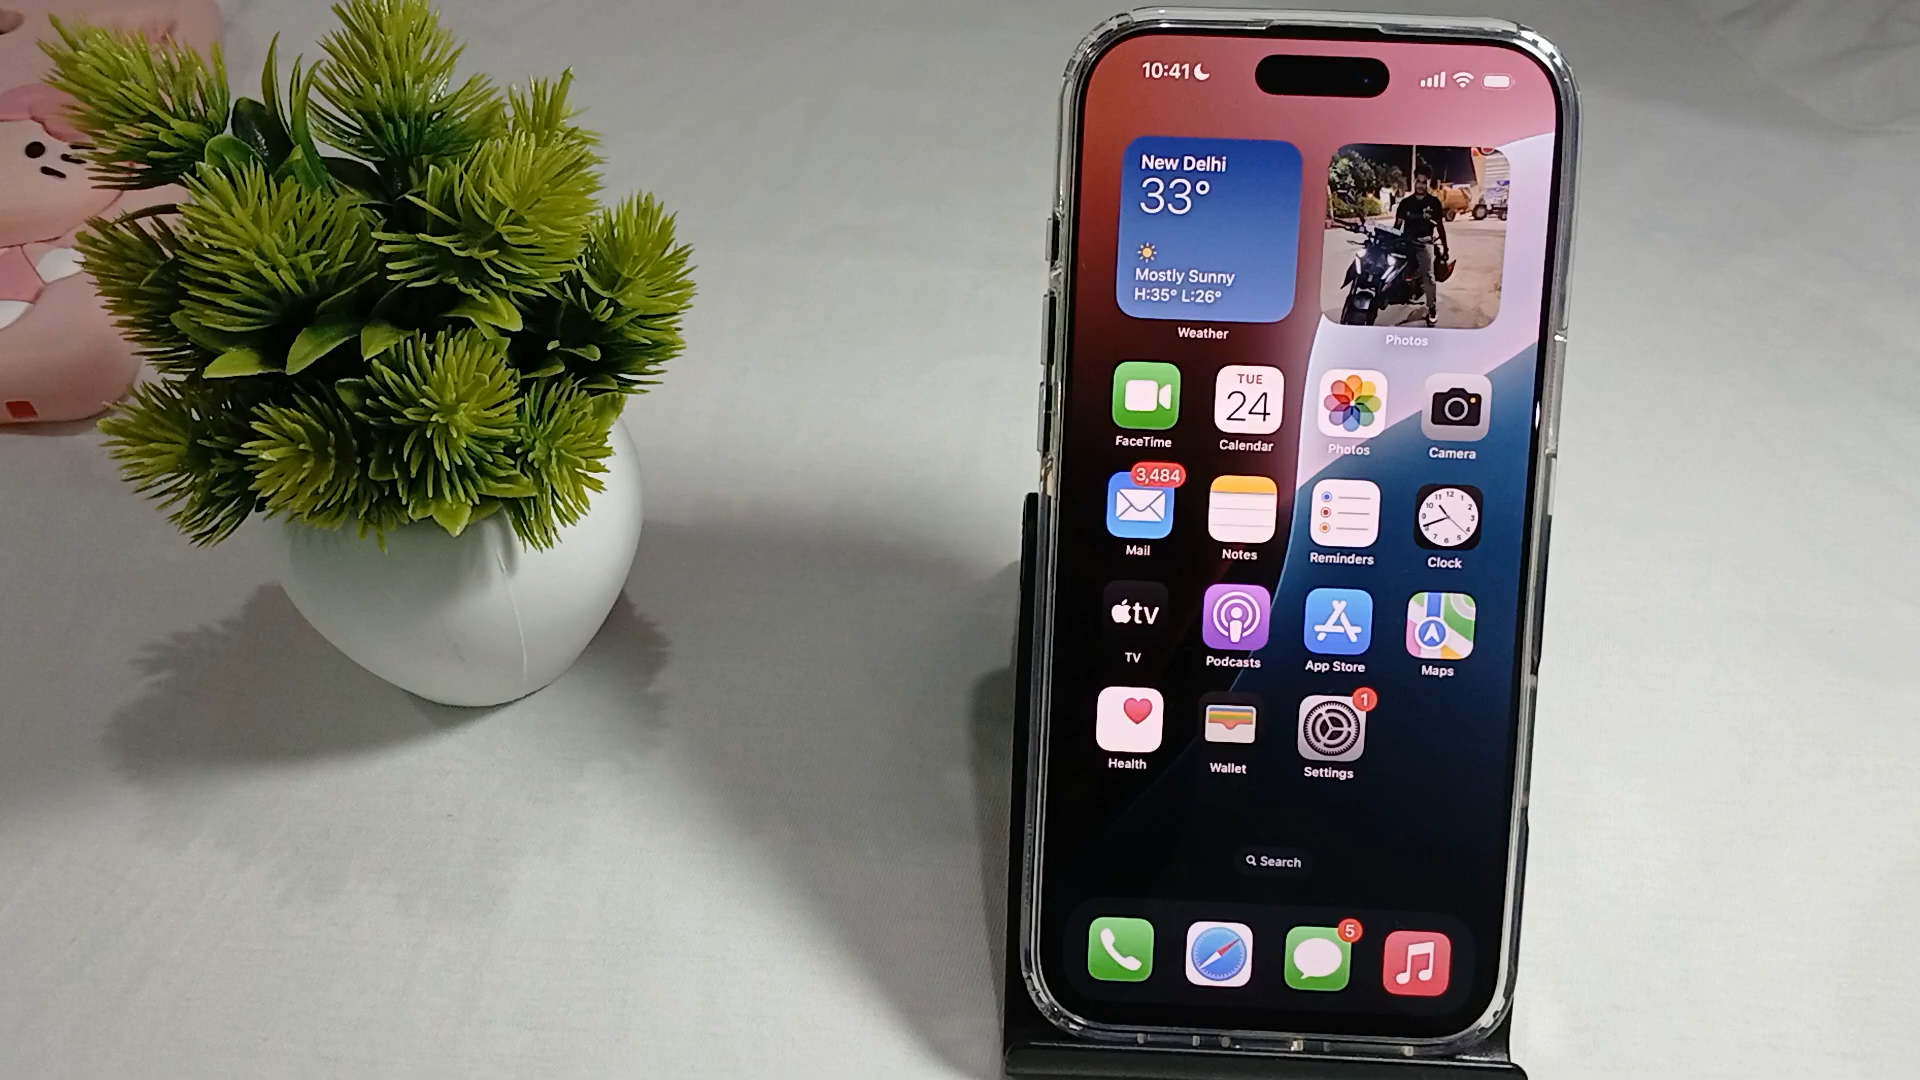 10:41
New Delhi
33°
Mostly Sunny
H:35° L:26°
Weather
Photos
FaceTime
TUE
24
Calendar
Photos
Camera
3,484
Mail
Notes
Reminders
Clock
tv
TV
Podcasts
App Store
Maps
Health
Wallet
1
Settings
Search
5